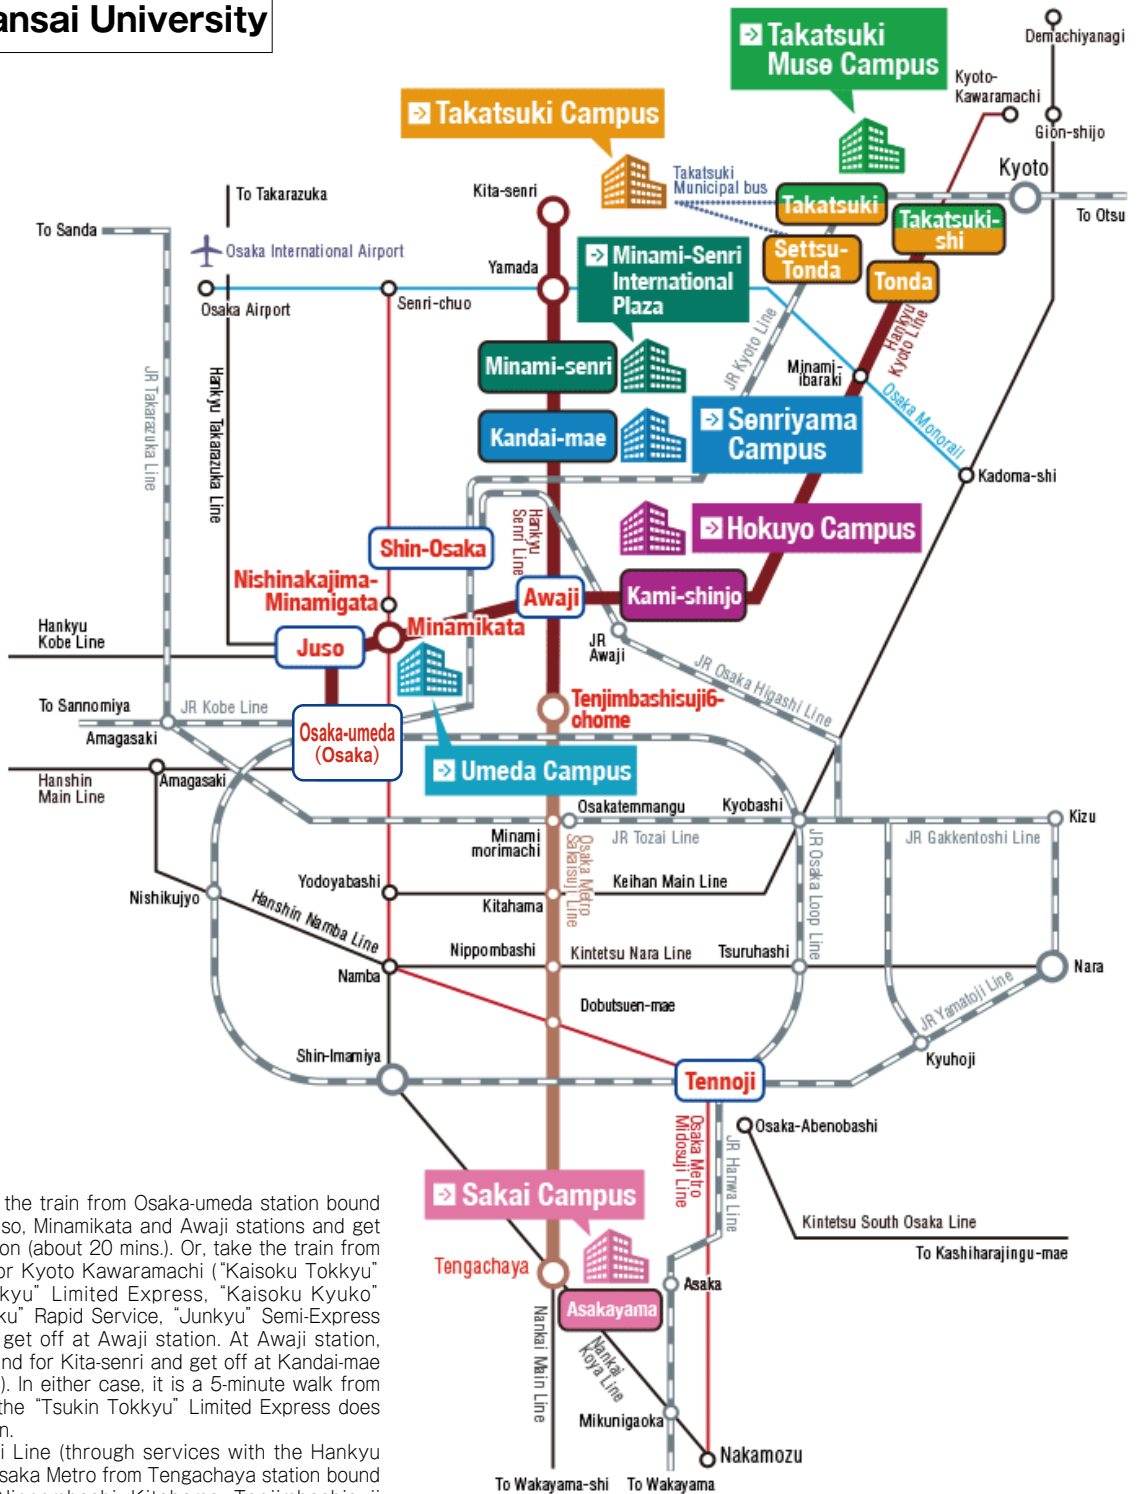 ansai University
Takatsuki
Muse Campus
Demachiyanagi
Kyoto-
Kawaramachi
Takatsuki Campus
Gion-shijo
Kyoto
Takatsuki
Municipal bus
Kita-senri
To Takarazuka
Takatsuki
To Otsu
Takatsuki-
shi
To Sanda
Osaka International Airport
Minami-Senri
International
Plaza
Settsu-
Tonda
Yamada
Tonda
Osaka Airport
Senri-chuo
Hankyu
Kyoto Line
JR Kyoto Line
Minami-
ibaraki
Minami-senri
JR Takarazuka Line
Hankyu Takarazuka Line
Osaka Monorail
Senriyama
Campus
Kandai-mae
Kadoma-shi
Hankyu
Senri Line
Hokuyo Campus
Shin-Osaka
Nishinakajima-
Minamigata
Awaji
Kami-shinjo
Hankyu
Kobe Line
Minamikata
Juso
JR
Awaji
JR Osaka Higashi Line
To Sannomiya
JR Kobe Line
Tenjimbashisuji6-
chome
Amagasaki
Osaka-umeda
(Osaka)
Umeda Campus
Hanshin
Main Line
Amagasaki
Osakatemmangu
Kyobashi
Kizu
Minami
morimachi
JR Tozai Line
JR Gakkentoshi Line
Osaka Metro
Sakaisuji Line
JR Osaka Loop Line
Yodoyabashi
Keihan Main Line
Nishikujyo
Hanshin Namba Line
Kitahama
Nippombashi
Kintetsu Nara Line
Tsuruhashi
Namba
Nara
Dobutsuen-mae
JR Yamatoji Line
Shin-Imamiya
Kyuhoji
Tennoji
Osaka Metro
Midosuji Line
JR Hanwa Line
Osaka-Abenobashi
Sakai Campus
Kintetsu South Osaka Line
To Kashiharajingu-mae
Tengachaya
Asaka
Asakayama
Nankai Main Line
Nankai
Koya Line
Mikunigaoka
Nakamozu
To Wakayama-shi
To Wakayama
the train from Osaka-umeda station bound
so, Minamikata and Awaji stations and get
on (about 20 mins.). Or, take the train from
or Kyoto Kawaramachi (“Kaisoku Tokkyu”
kyu” Limited Express, “Kaisoku Kyuko”
ku” Rapid Service, “Junkyu” Semi-Express
get off at Awaji station. At Awaji station,
nd for Kita-senri and get off at Kandai-mae
). In either case, it is a 5-minute walk from
the “Tsukin Tokkyu” Limited Express does
n.
i Line (through services with the Hankyu
saka Metro from Tengachaya station bound